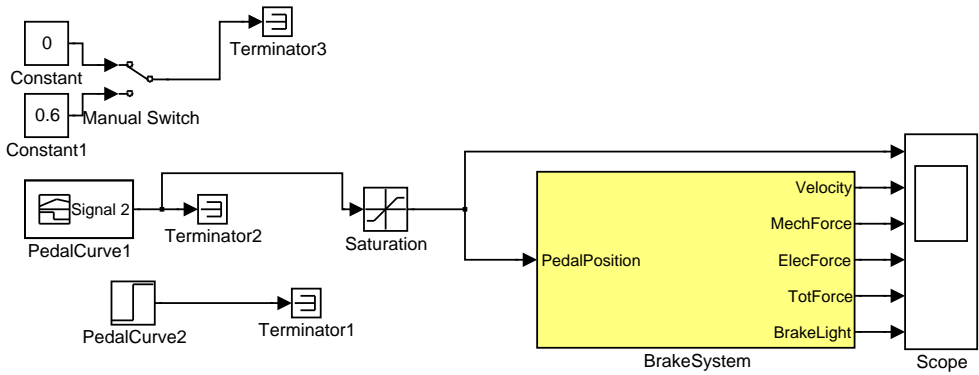 0
Constant
Terminator3
0.6
Manual Switch
Constant1
Signal 2
PedalCurve1
Terminator2
Saturation
PedalCurve2
Terminator1
PedalPosition
Velocity
MechForce
ElecForce
TotForce
BrakeLight
BrakeSystem
Scope